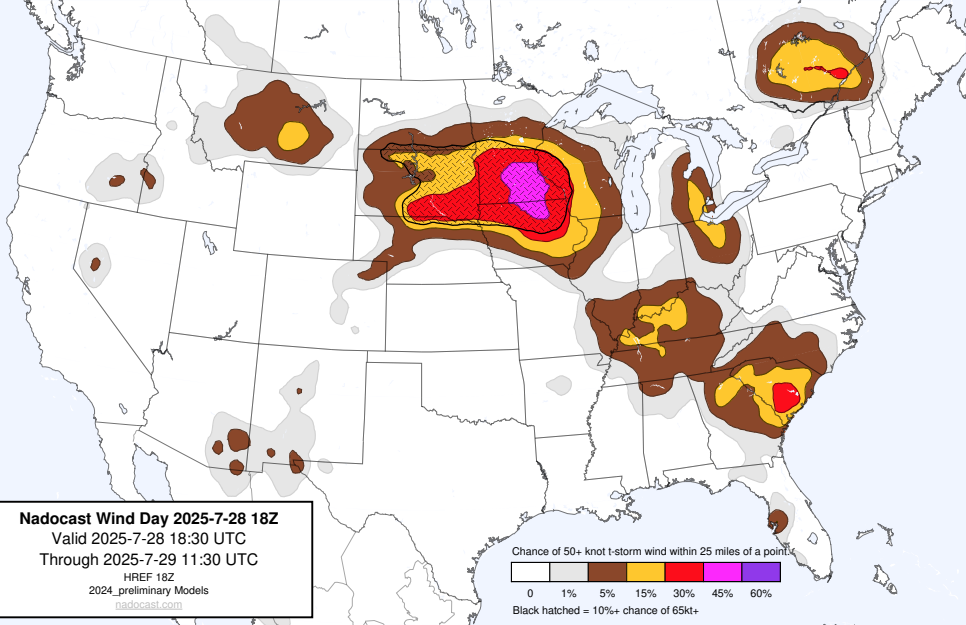 Nadocast Wind Day 2025-7-28 18Z
Valid 2025-7-28 18:30 UTC
Through 2025-7-29 11:30 UTC
HREF 18Z
2024_preliminary Models
nadocast.com
Chance of 50+ knot t-storm wind within 25 miles of a point.
0 1% 5% 15% 30% 45% 60%
Black hatched = 10%+ chance of 65kt+